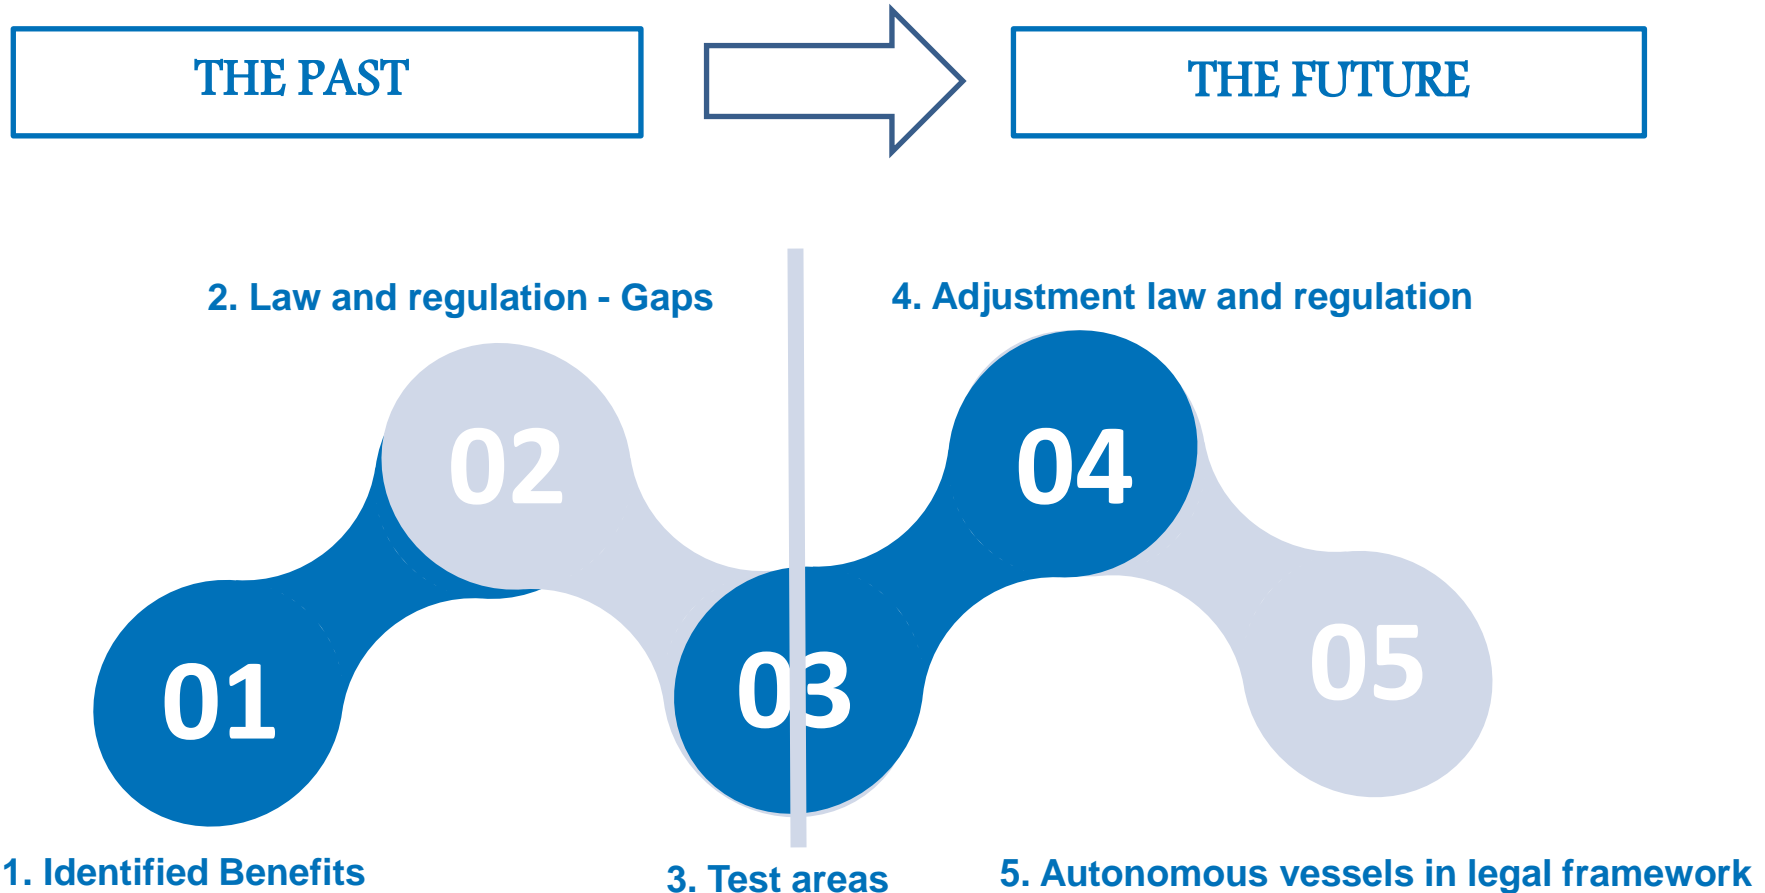 THE PAST
THE FUTURE
2. Law and regulation - Gaps
4. Adjustment law and regulation
02
04
01
03
05
1. Identified Benefits
3. Test areas
5. Autonomous vessels in legal framework